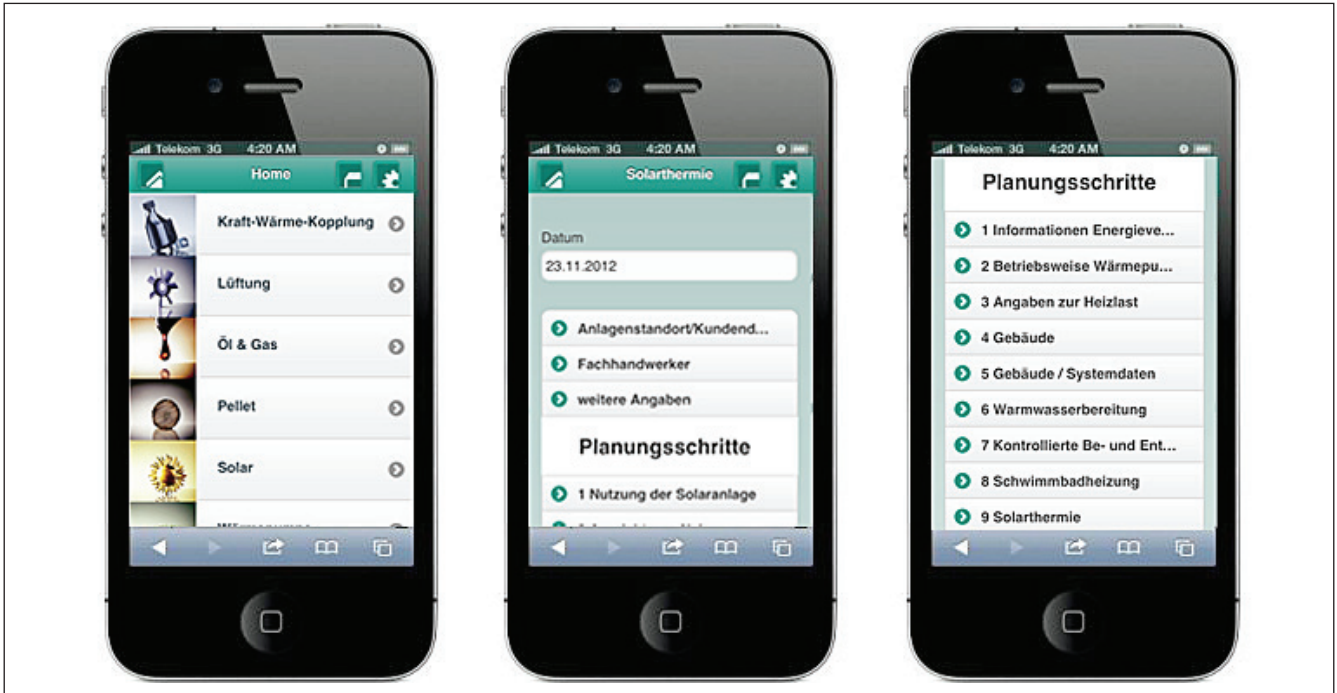 Telekom 3G 4:20 AM
Home
Kraft-Wärme-Kopplung
Lüftung
Öl & Gas
Pellet
Solar
Telekom 3G 4:20 AM
Solarthermie
Datum
23.11.2012
Anlagenstandort/Kundend...
Fachhandwerker
weitere Angaben
Planungsschritte
1 Nutzung der Solaranlage
Telekom 3G 4:20 AM
Planungsschritte
1 Informationen Energieve...
2 Betriebsweise Wärmepu...
3 Angaben zur Heizlast
4 Gebäude
5 Gebäude / Systemdaten
6 Warmwasserbereitung
7 Kontrollierte Be- und Ent...
8 Schwimmbadheizung
9 Solarthermie